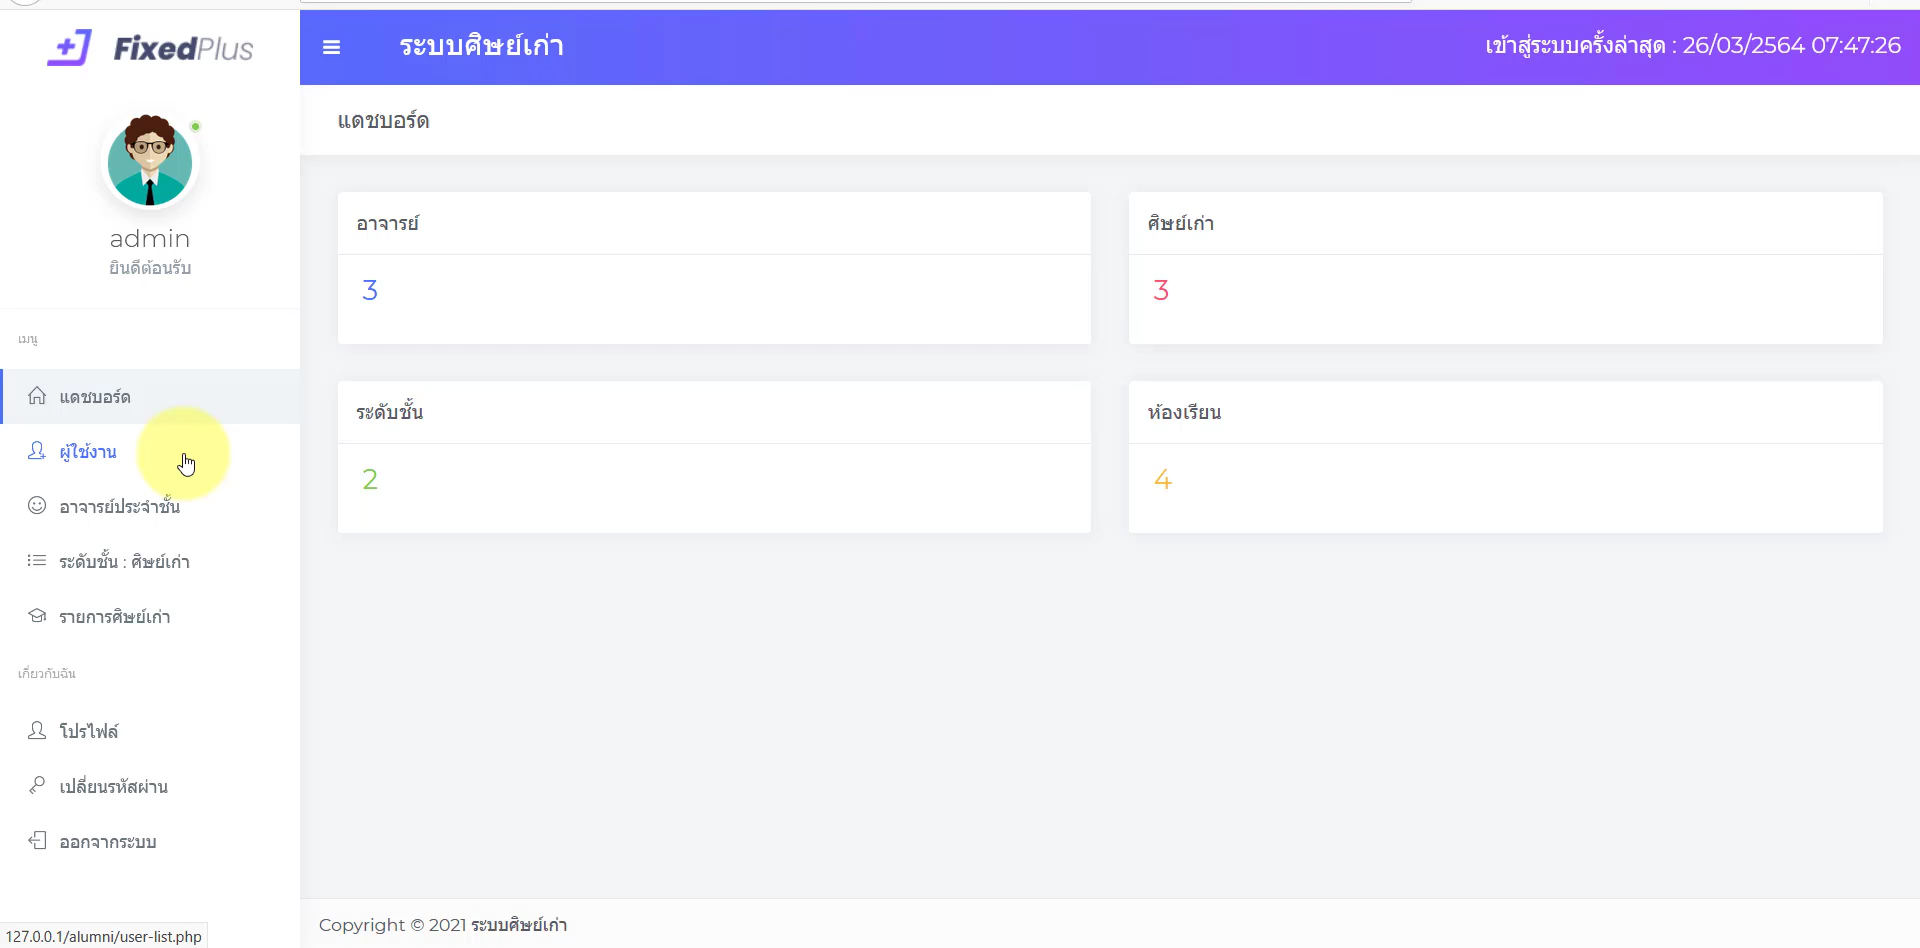 FixedPlus
ระบบศิษย์เก่า
เข้าสู่ระบบครั้งล่าสุด : 26/03/2564 07:47:26
admin
ยินดีต้อนรับ
เมนู
แดชบอร์ด
ผู้ใช้งาน
อาจารย์ประจำชั้น
ระดับชั้น : ศิษย์เก่า
รายการศิษย์เก่า
เกี่ยวกับฉัน
โปรไฟล์
เปลี่ยนรหัสผ่าน
ออกจากระบบ
แดชบอร์ด
อาจารย์
3
ศิษย์เก่า
3
ระดับชั้น
2
ห้องเรียน
4
Copyright © 2021 ระบบศิษย์เก่า
127.0.0.1/alumni/user-list.php